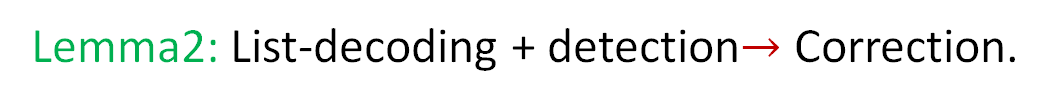 Lemma2: List-decoding + detection→ Correction.